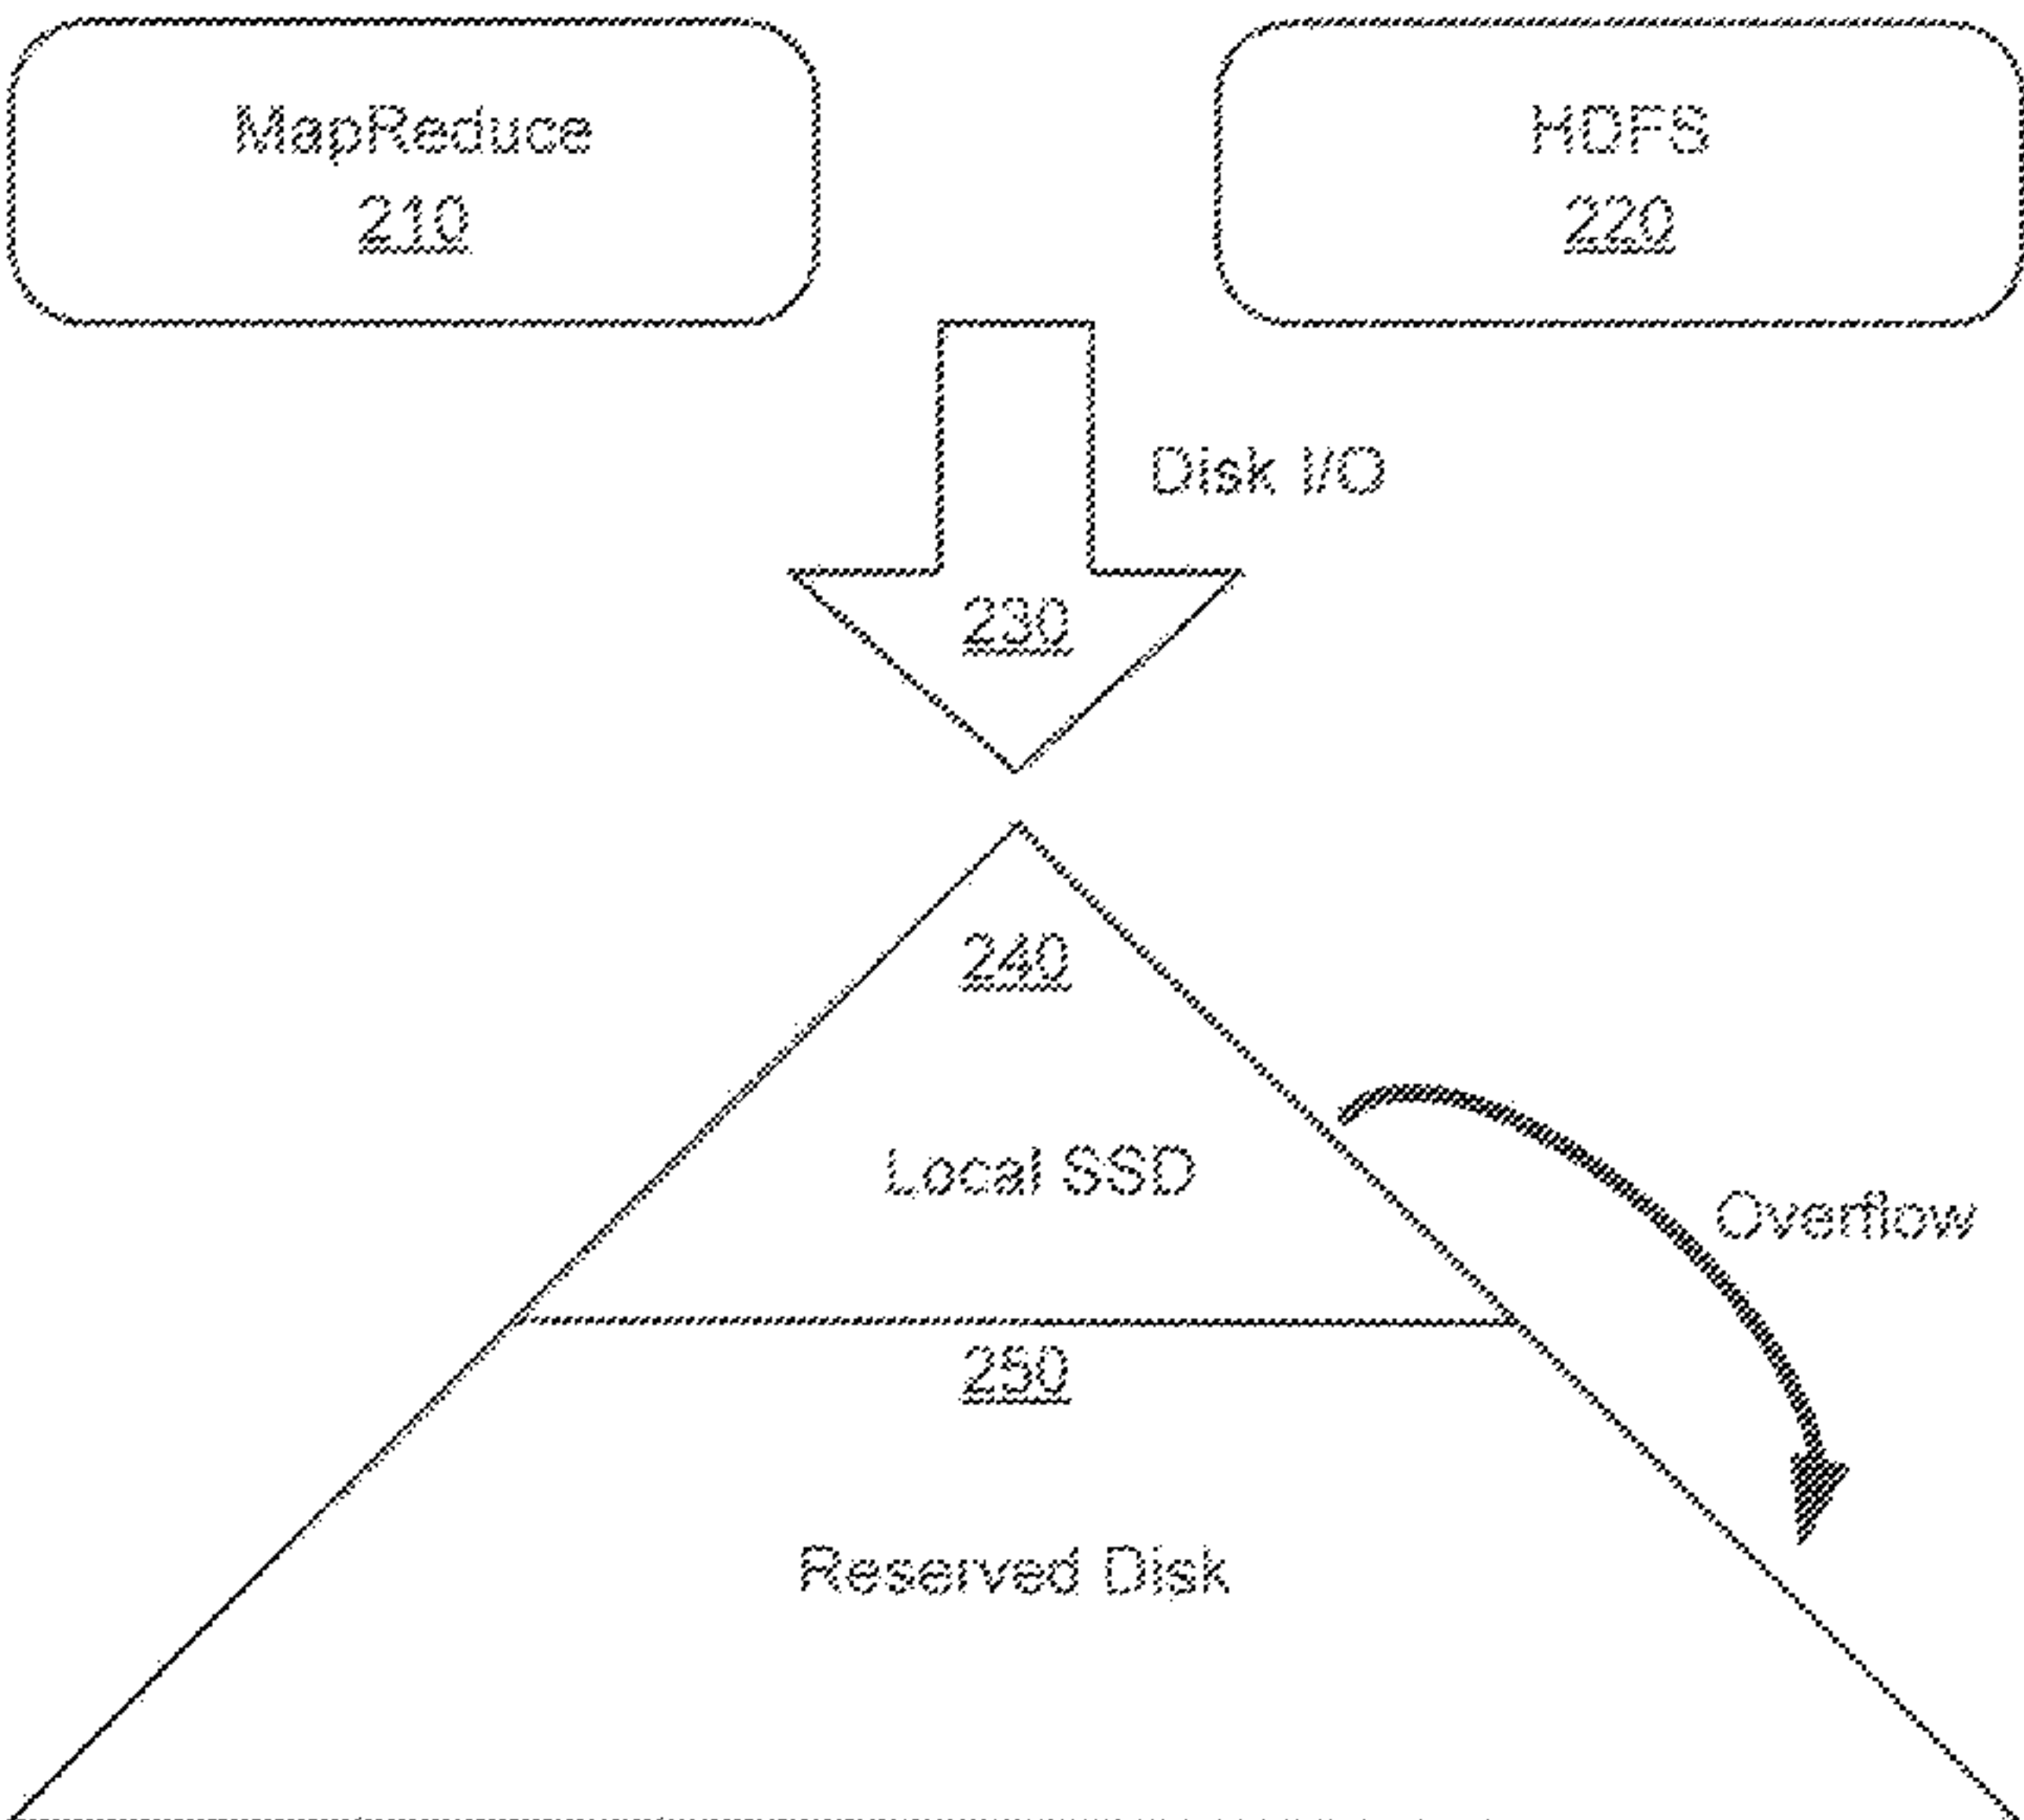 MapReduce
210
HDFS
220
Disk I/O
230
240
Local SSD
Overflow
250
Reserved Disk